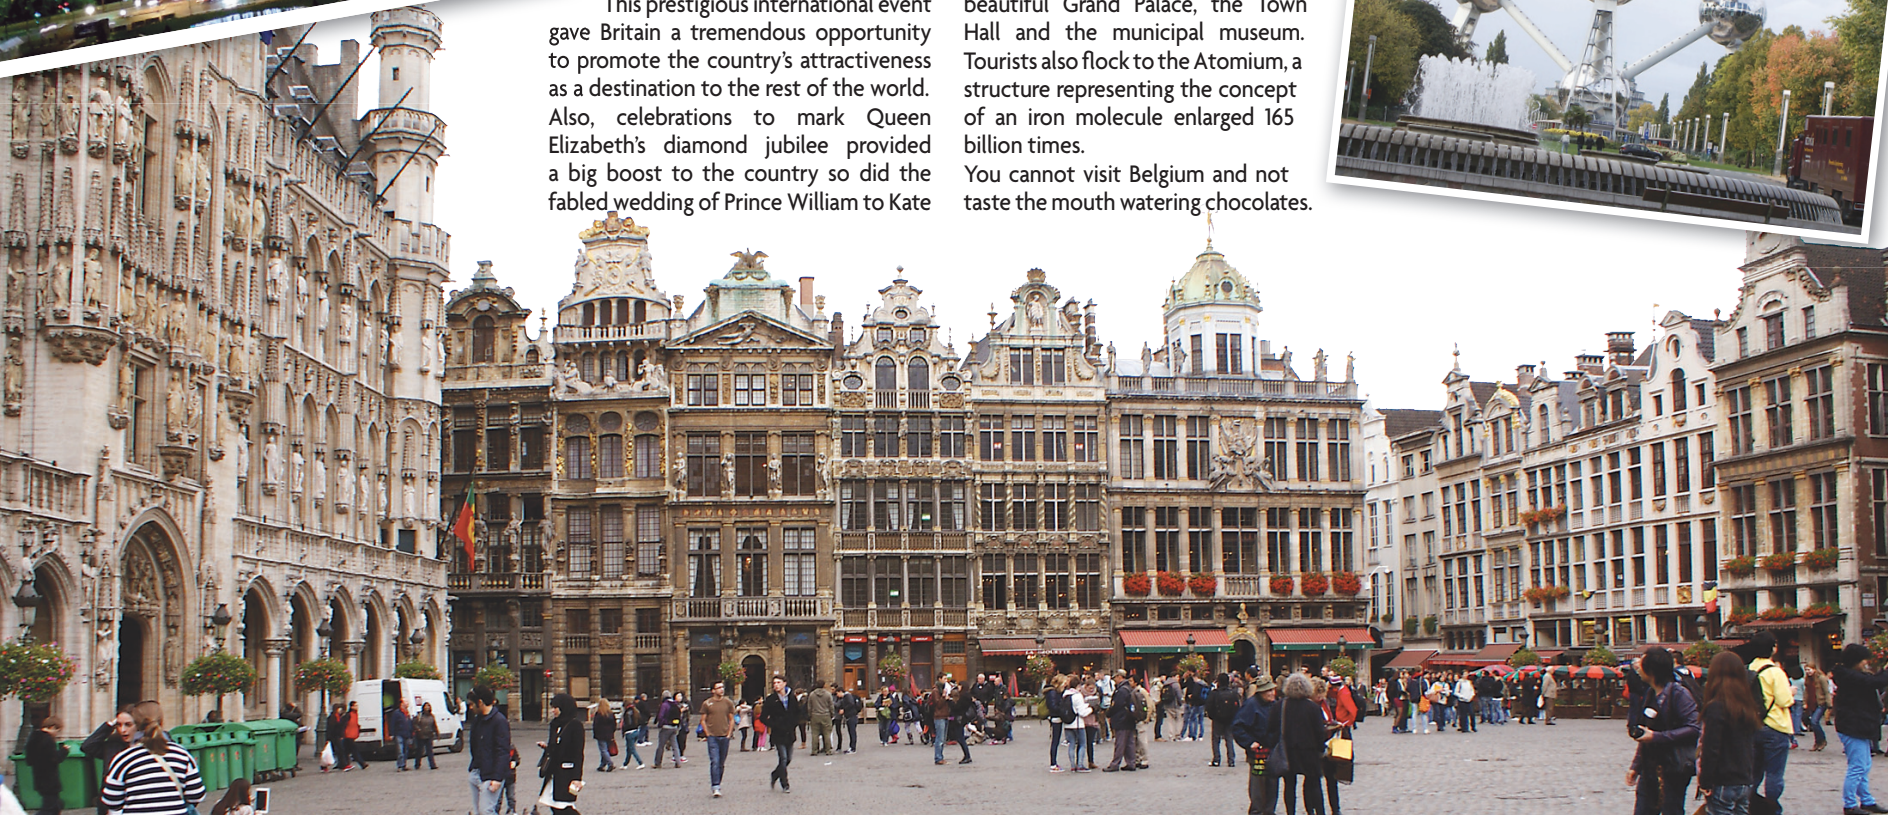 This prestigious international event
gave Britain a tremendous opportunity
to promote the country's attractiveness
as a destination to the rest of the world.
Also, celebrations to mark Queen
Elizabeth's diamond jubilee provided
a big boost to the country so did the
fabled wedding of Prince William to Kate
beautiful Grand Palace, the Town
Hall and the municipal museum.
Tourists also flock to the Atomium, a
structure representing the concept
of an iron molecule enlarged 165
billion times.
You cannot visit Belgium and not
taste the mouth watering chocolates.